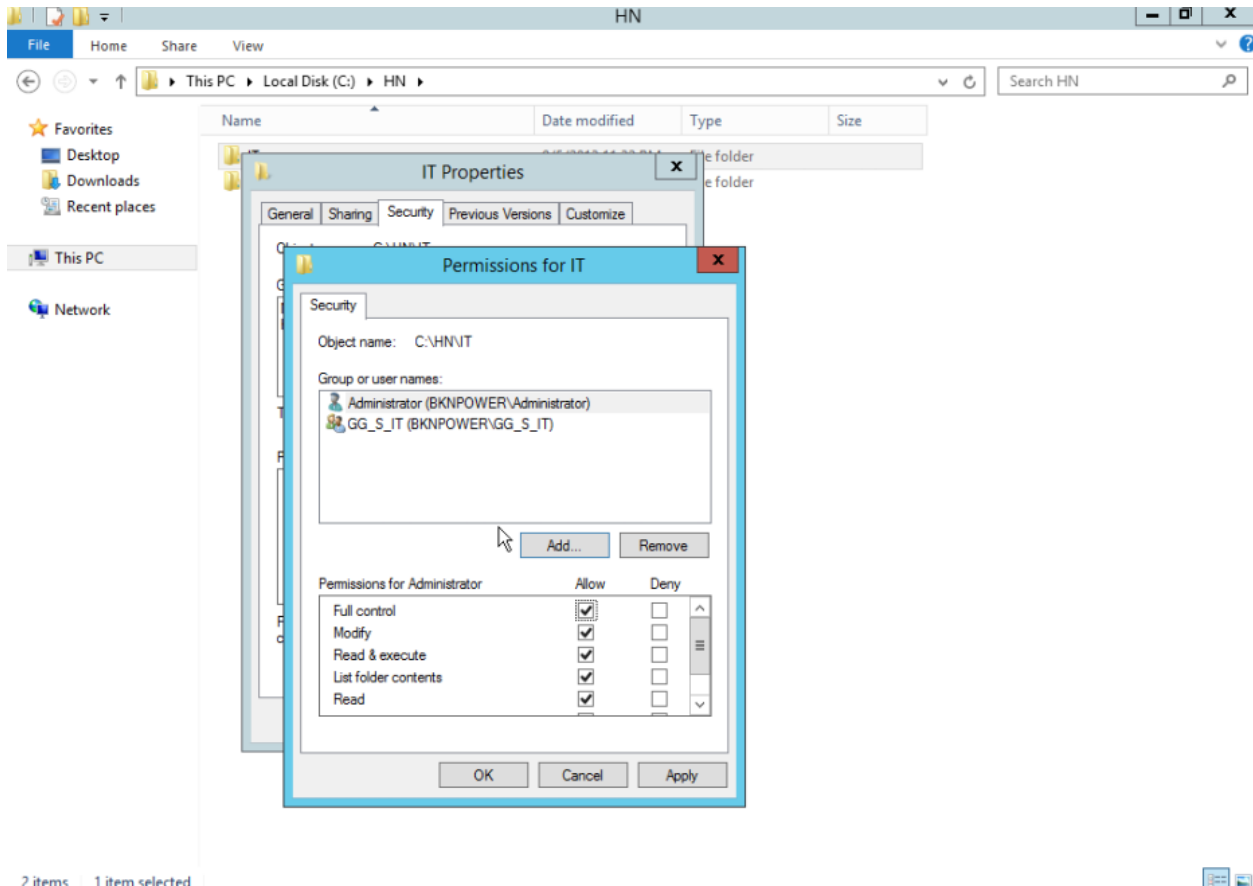 HN
File Home Share View
This PC Local Disk (C:) HN
Search HN
Name Date modified Type Size
Favorites
Desktop
Downloads
Recent places
This PC
Network
File folder
IT Properties
General Sharing Security Previous Versions Customize
Permissions for IT
Security
Object name: C:\HN\IT
Group or user names:
Administrator (BKNPOWER\Administrator)
GG_S_IT (BKNPOWER\GG_S_IT)
Add... Remove
Permissions for Administrator Allow Deny
Full control
Modify
Read & execute
List folder contents
Read
OK Cancel Apply
2 items 1 item selected